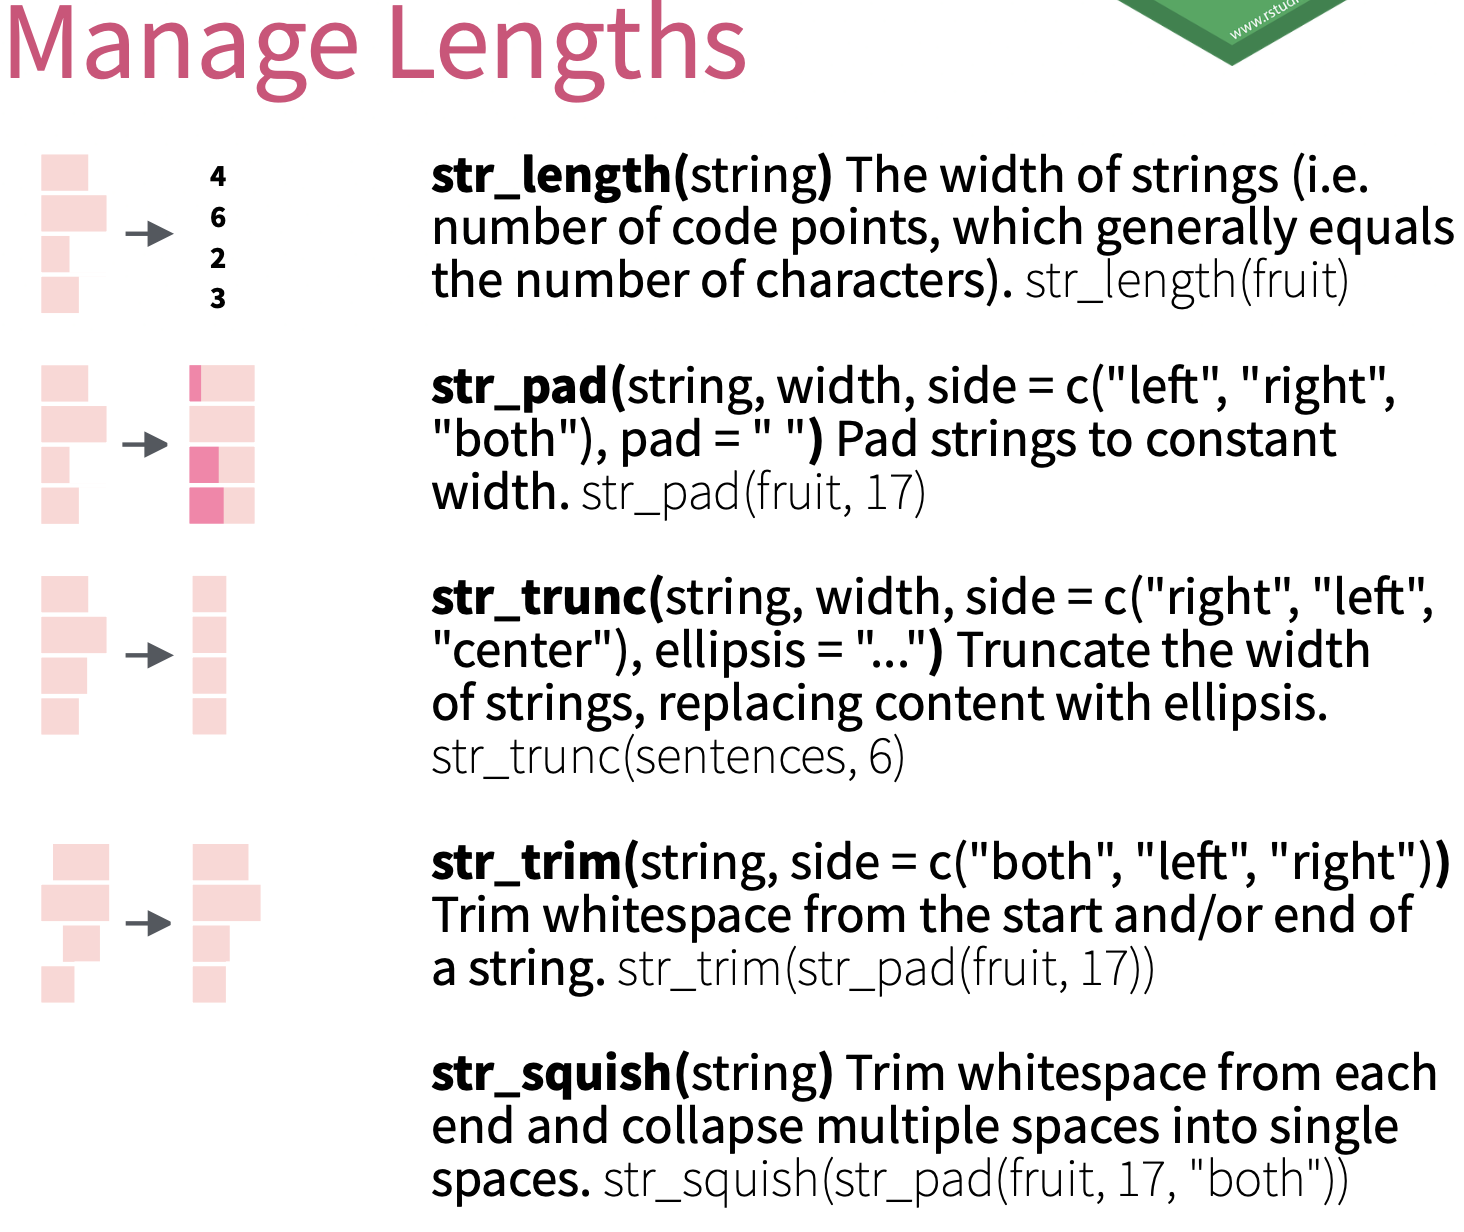 Manage Lengths
www.rstudi
4
6
2
3
str_length(string) The width of strings (i.e.
number of code points, which generally equals
the number of characters). str_length(fruit)
str_pad(string, width, side = c("left", "right",
"both"), pad = " ") Pad strings to constant
width. str_pad(fruit, 17)
str_trunc(string, width, side = c("right", "left",
"center"), ellipsis = "...") Truncate the width
of strings, replacing content with ellipsis.
str_trunc(sentences, 6)
str_trim(string, side = c("both", "left", "right"))
Trim whitespace from the start and/or end of
a string. str_trim(str_pad(fruit, 17))
str_squish(string) Trim whitespace from each
end and collapse multiple spaces into single
spaces. str_squish(str_pad(fruit, 17, "both"))